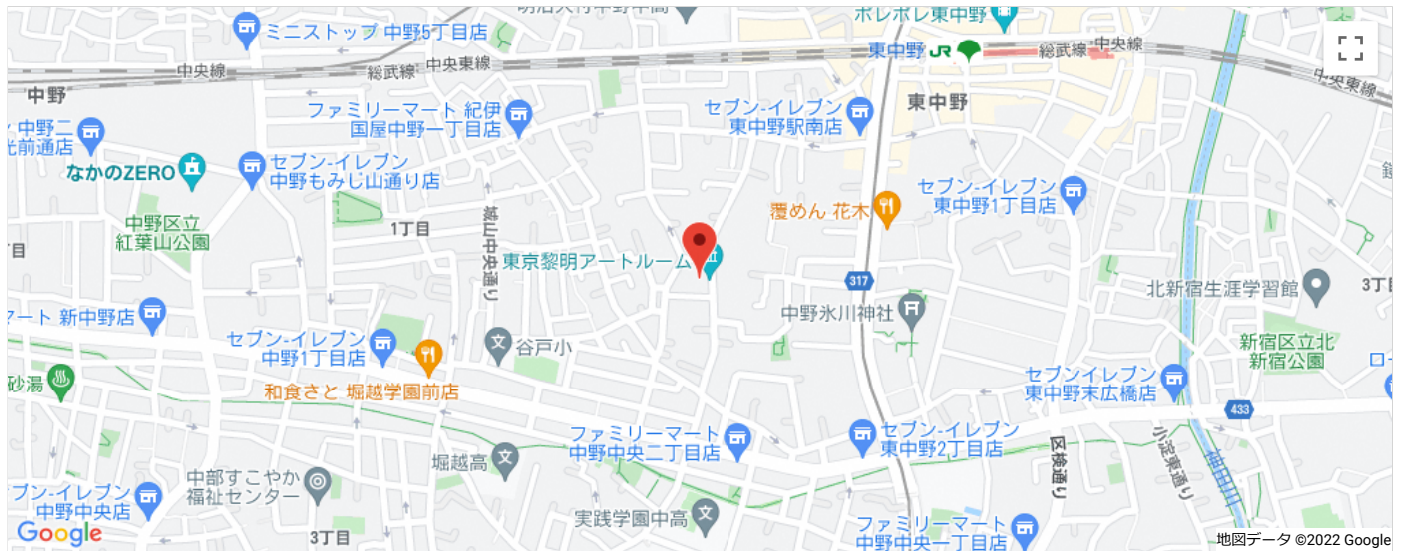 ポレポレ東中野
ミニストップ 中野5丁目店
中央線
総武線
中央東線
東中野
JR
総武線
中央線
中央東線
中野
東中野
ファミリーマート 紀伊
国屋中野一丁目店
セブン-イレブン
東中野駅南店
中野二
光前通店
なかのZERO
セブン-イレブン
中野もみじ山通り店
セブン-イレブン
東中野1丁目店
中野区立
紅葉山公園
1丁目
城山中央通り
覆めん 花木
東京黎明アートルーム
317
中野氷川神社
北新宿生涯学習館
3丁目
マート 新中野店
セブン-イレブン
中野1丁目店
谷戸小
和食さと 堀越学園前店
新宿区立北
新宿公園
セブンイレブン
東中野末広橋店
砂湯
433
ファミリーマート
中野中央二丁目店
セブン-イレブン
東中野2丁目店
区検通り
小淀東通り
神田川
堀越高
中部すこやか
福祉センター
ブン-イレブン
中野中央店
実践学園中高
ファミリーマート
中野中央一丁目店
3丁目
Google
地図データ ©2022 Google